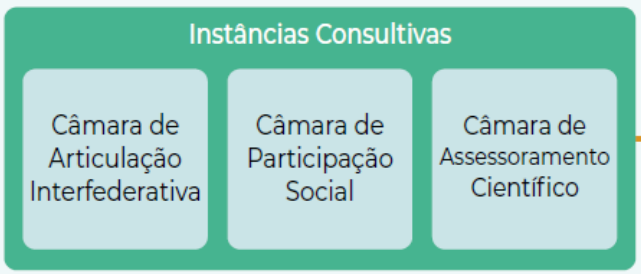 Instâncias Consultivas
Câmara de
Articulação
Interfederativa
Câmara de
Participação
Social
Câmara de
Assessoramento
Científico